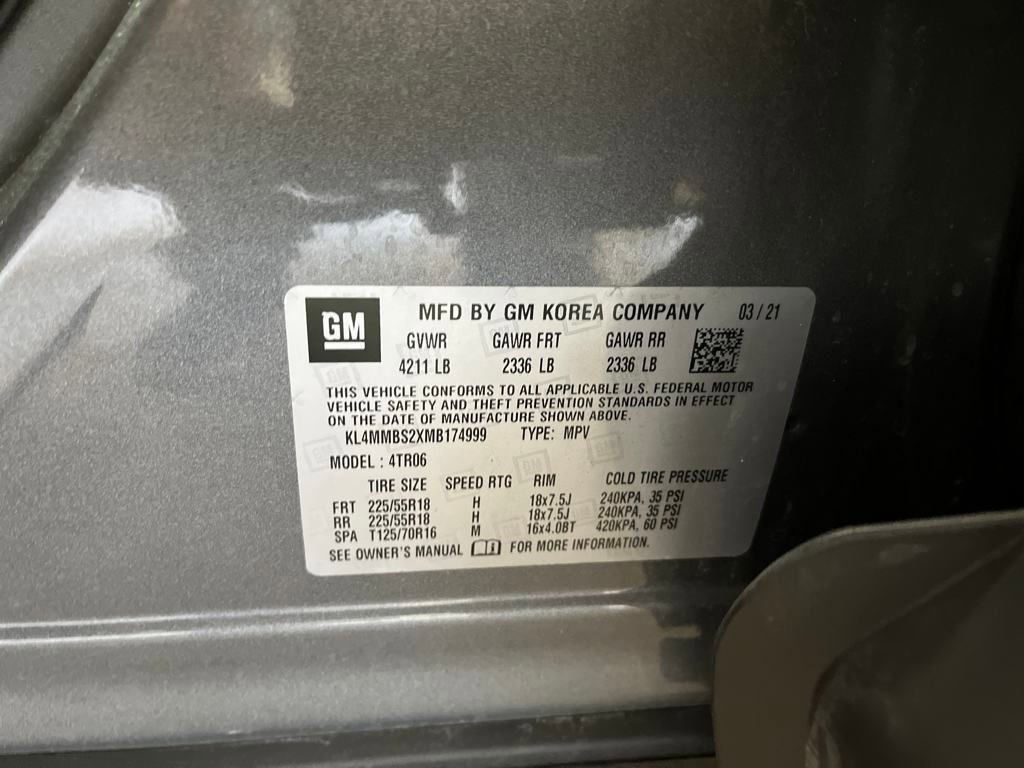 GM
MFD BY GM KOREA COMPANY 03/21
GVWR GAWR FRT GAWR RR
4211 LB 2336 LB 2336 LB
THIS VEHICLE CONFORMS TO ALL APPLICABLE U.S. FEDERAL MOTOR
VEHICLE SAFETY AND THEFT PREVENTION STANDARDS IN EFFECT
ON THE DATE OF MANUFACTURE SHOWN ABOVE.
KL4MMBS2XMB174999 TYPE: MPV
MODEL : 4TR06
TIRE SIZE SPEED RTG RIM COLD TIRE PRESSURE
FRT 225/55R18 H 18x7.5J 240KPA, 35 PSI
RR 225/55R18 H 18x7.5J 240KPA, 35 PSI
SPA T125/70R16 M 16x4.0BT 420KPA, 60 PSI
SEE OWNER'S MANUAL FOR MORE INFORMATION.